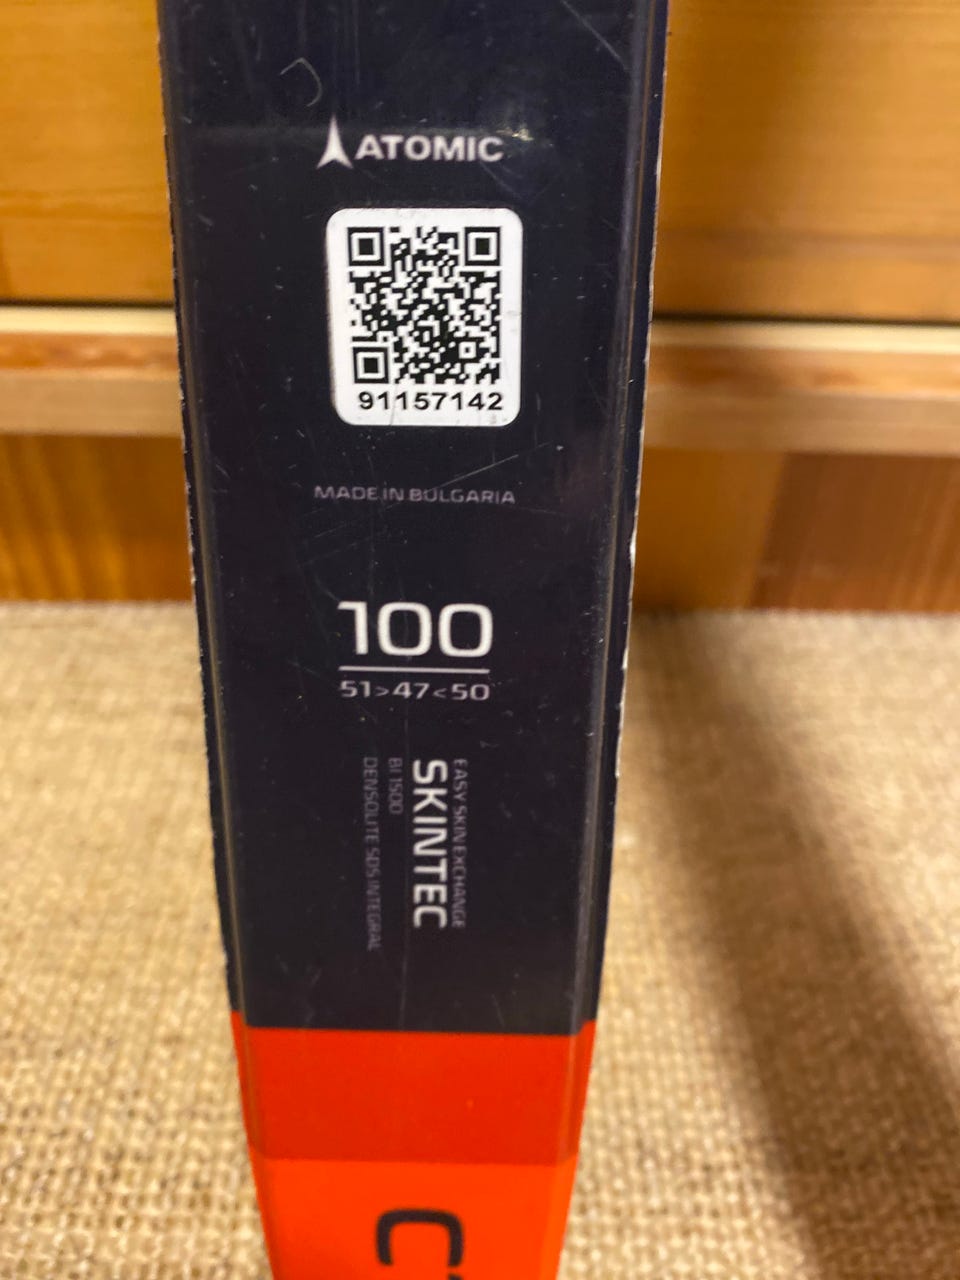 ATOMIC
91157142
MADE IN BULGARIA
100
51>47<50
EASY SKIN EXCHANGE
SKINTEC
BI 1500
DENSOLITE SDS INTEGRAL